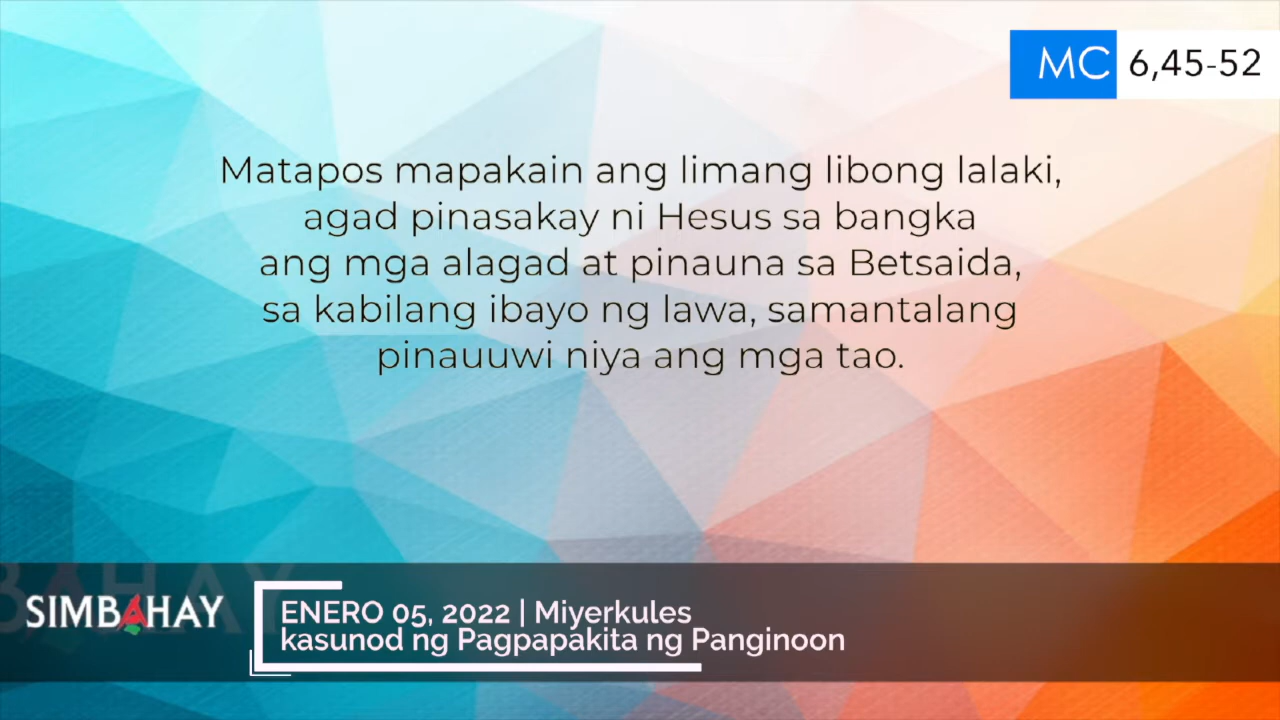 MC 6,45-52
Matapos mapakain ang limang libong lalaki,
agad pinasakay ni Hesus sa bangka
ang mga alagad at pinauna sa Betsaida,
sa kabilang ibayo ng lawa, samantalang
pinauuwi niya ang mga tao.
SIMBAHAY
ENERO 05, 2022 | Miyerkules
kasunod ng Pagpapakita ng Panginoon